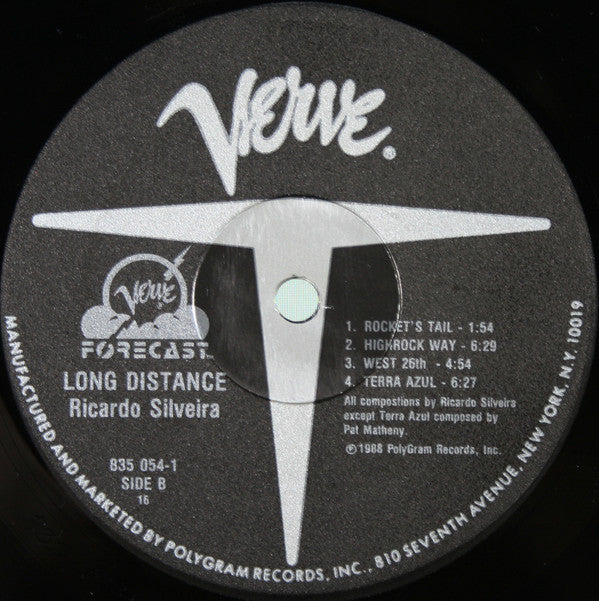 Verve®
Verve®
FORECAST
LONG DISTANCE
Ricardo Silveira
835 054-1
SIDE B
16
1. ROCKET'S TAIL - 1:54
2. HIGHROCK WAY - 6:29
3. WEST 26th - 4:54
4. TERRA AZUL - 6:27
All compostions by Ricardo Silveira
except Terra Azul composed by
Pat Matheny.
℗©1988 PolyGram Records, Inc.
MANUFACTURED AND MARKETED BY POLYGRAM RECORDS, INC., 810 SEVENTH AVENUE, NEW YORK, N.Y. 10019